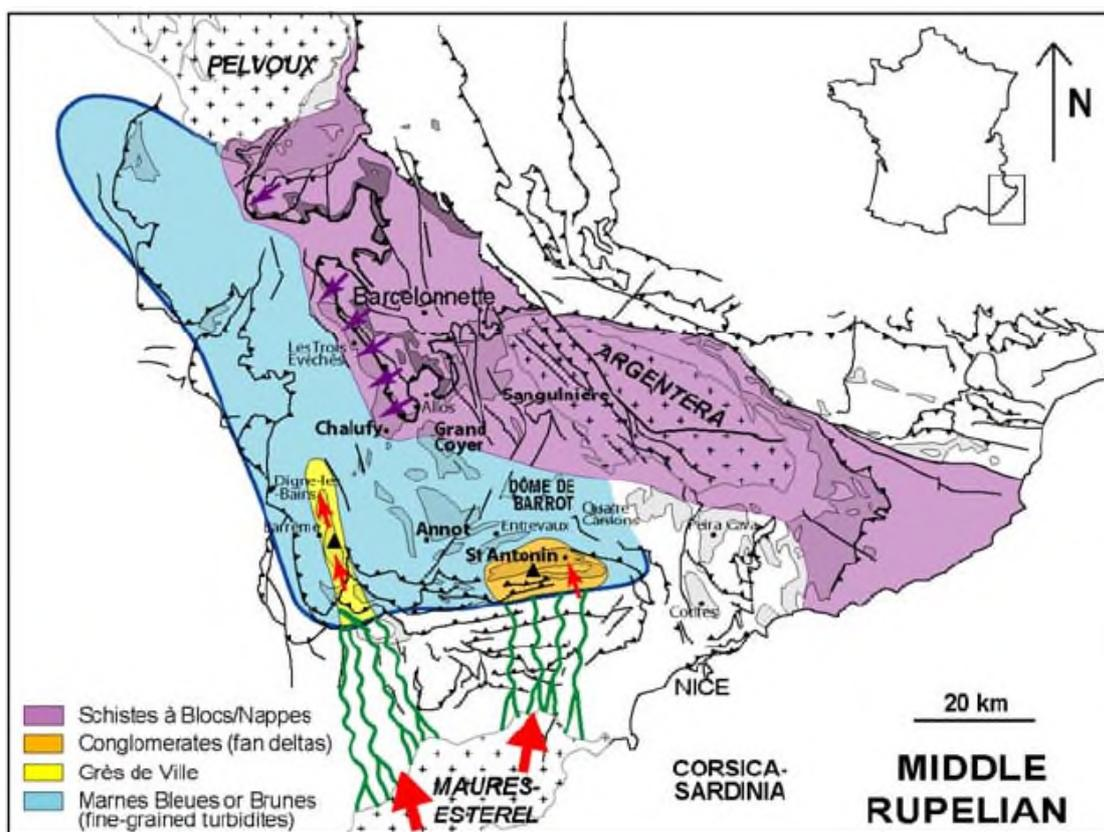 PELVOUX
N
Barcelonnette
Les Trois
Evêchés
ARGENTERA
Sanguinière
Allos
Chalufy
Grand
Coyer
Digne-les
-Bains
DÔME DE
BARROT
Quatre
Cantons
Barrême
Annot
Entrevaux
Peira Cava
St Antonin
Contes
NICE
20 km
Schistes à Blocs/Nappes
Conglomerates (fan deltas)
Grès de Ville
Marnes Bleues or Brunes
(fine-grained turbidites)
MAURES-
ESTEREL
CORSICA-
SARDINIA
MIDDLE
RUPELIAN